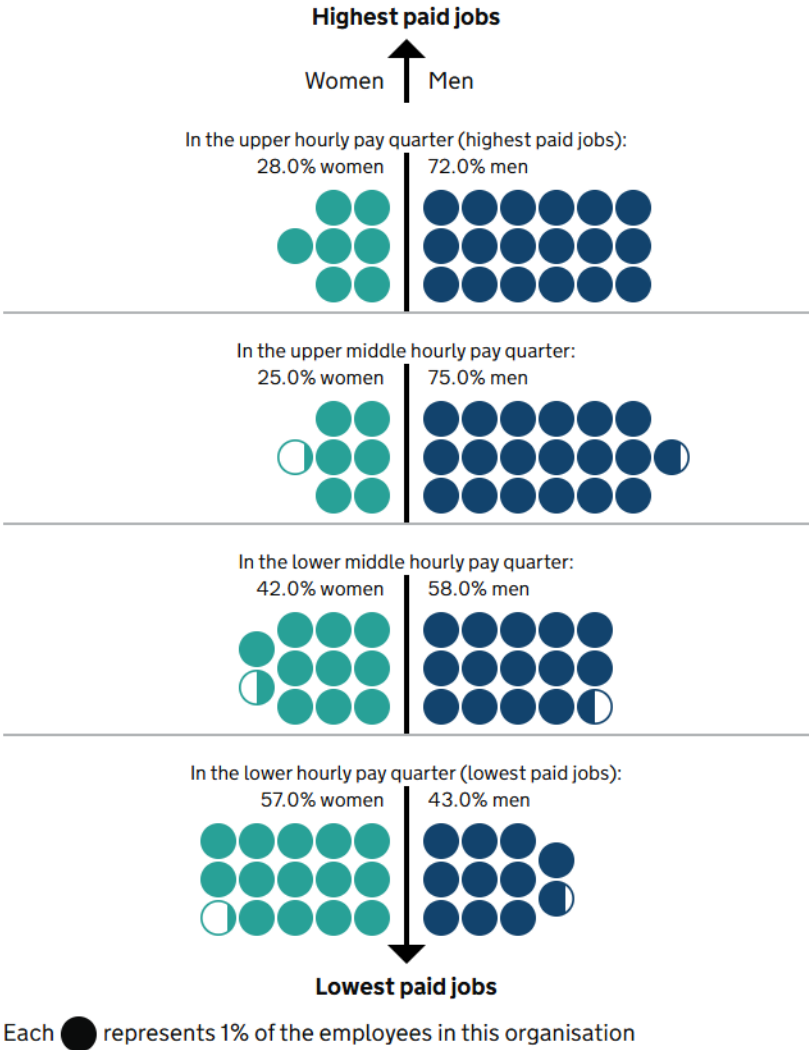 Highest paid jobs
Women Men
In the upper hourly pay quarter (highest paid jobs):
28.0% women 72.0% men
In the upper middle hourly pay quarter:
25.0% women 75.0% men
In the lower middle hourly pay quarter:
42.0% women 58.0% men
In the lower hourly pay quarter (lowest paid jobs):
57.0% women 43.0% men
Lowest paid jobs
Each represents 1% of the employees in this organisation